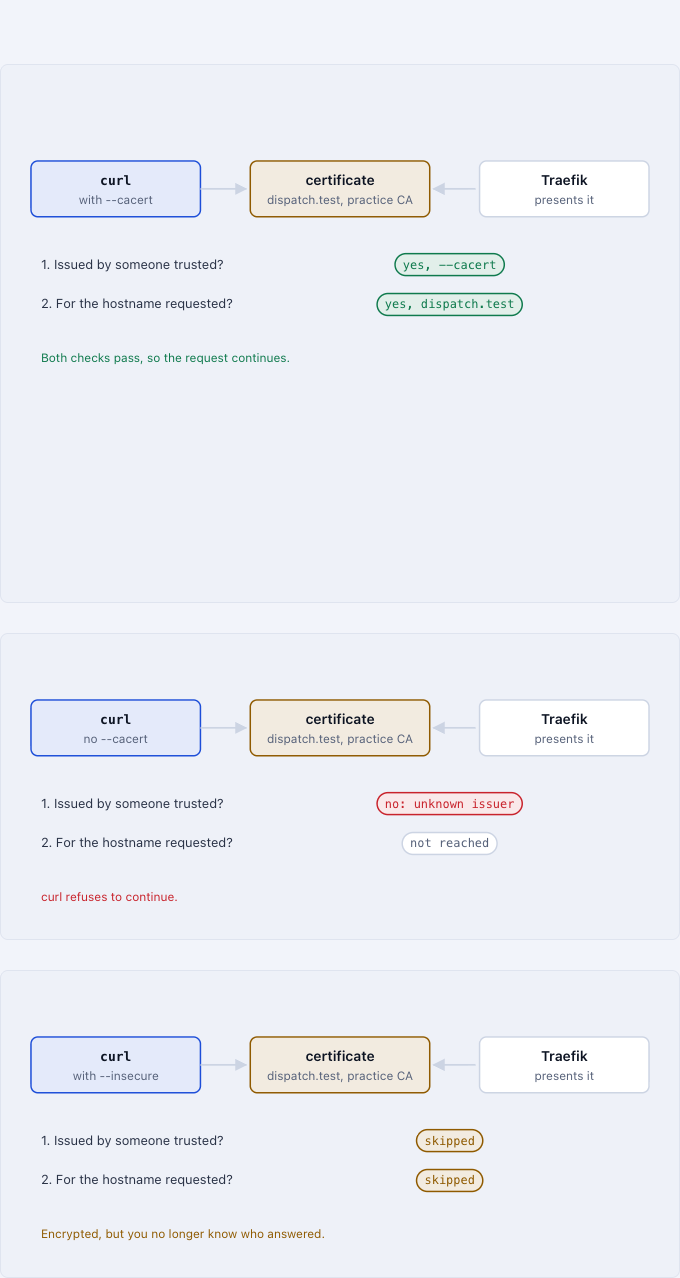 curl
with --cacert
certificate
dispatch.test, practice CA
Traefik
presents it
1. Issued by someone trusted?
yes, --cacert
2. For the hostname requested?
yes, dispatch.test
Both checks pass, so the request continues.
curl
no --cacert
certificate
dispatch.test, practice CA
Traefik
presents it
1. Issued by someone trusted?
no: unknown issuer
2. For the hostname requested?
not reached
curl refuses to continue.
curl
with --insecure
certificate
dispatch.test, practice CA
Traefik
presents it
1. Issued by someone trusted?
skipped
2. For the hostname requested?
skipped
Encrypted, but you no longer know who answered.